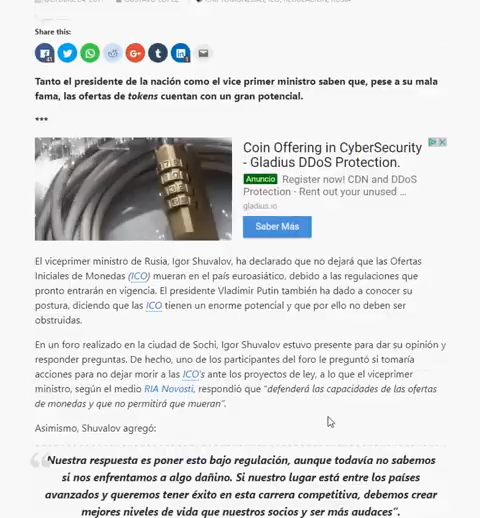 Share this:
41
1
Tanto el presidente de la nación como el vice primer ministro saben que, pese a su mala
fama, las ofertas de tokens cuentan con un gran potencial.
***
Coin Offering in CyberSecurity
- Gladius DDoS Protection.
Anuncio Register now! CDN and DDoS
Protection · Rent out your unused ...
gladius.io
Saber Más
El viceprimer ministro de Rusia, Igor Shuvalov, ha declarado que no dejará que las Ofertas
Iniciales de Monedas (ICO) mueran en el país euroasiático, debido a las regulaciones que
pronto entrarán en vigencia. El presidente Vladimir Putin también ha dado a conocer su
postura, diciendo que las ICO tienen un enorme potencial y que por ello no deben ser
obstruidas.
En un foro realizado en la ciudad de Sochi, Igor Shuvalov estuvo presente para dar su opinión y
responder preguntas. De hecho, uno de los participantes del foro le preguntó si tomaría
acciones para no dejar morir a las ICO's ante los proyectos de ley, a lo que el viceprimer
ministro, según el medio RIA Novosti, respondió que "defenderá las capacidades de las ofertas
de monedas y que no permitirá que mueran".
Asimismo, Shuvalov agregó:
"Nuestra respuesta es poner esto bajo regulación, aunque todavía no sabemos
si nos enfrentamos a algo dañino. Si nuestro lugar está entre los países
avanzados y queremos tener éxito en esta carrera competitiva, debemos crear
mejores niveles de vida que nuestros socios y ser más audaces".